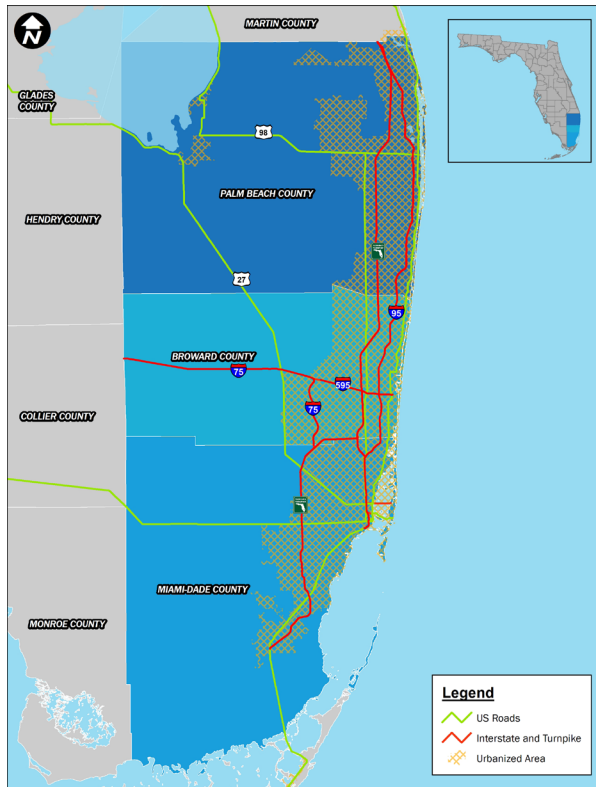 MARTIN COUNTY
N
GLADES
COUNTY
98
PALM BEACH COUNTY
HENDRY COUNTY
27
95
BROWARD COUNTY
75
595
75
COLLIER COUNTY
MIAMI-DADE COUNTY
MONROE COUNTY
Legend
US Roads
Interstate and Turnpike
Urbanized Area